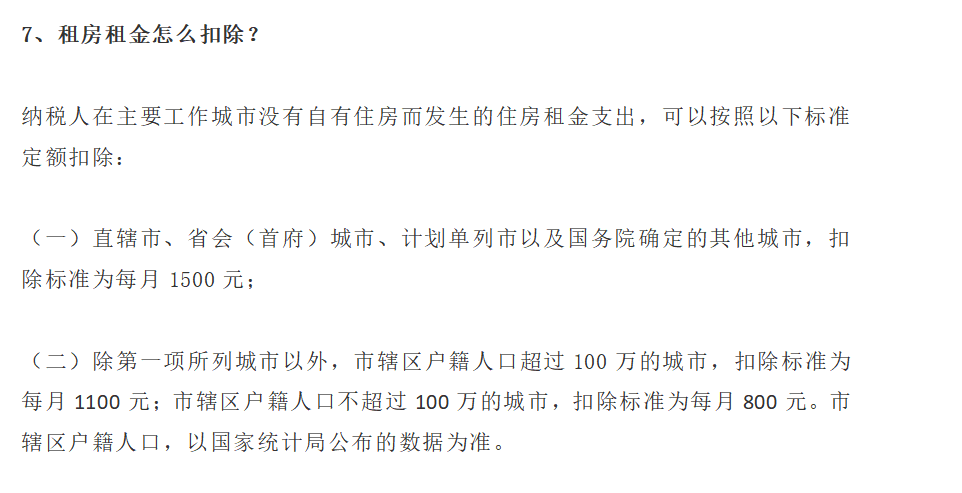 7、租房租金怎么扣除？
纳税人在主要工作城市没有自有住房而发生的住房租金支出，可以按照以下标准
定额扣除：
（一）直辖市、省会（首府）城市、计划单列市以及国务院确定的其他城市，扣
除标准为每月 1500 元；
（二）除第一项所列城市以外，市辖区户籍人口超过 100 万的城市，扣除标准为
每月 1100 元；市辖区户籍人口不超过 100 万的城市，扣除标准为每月 800 元。市
辖区户籍人口，以国家统计局公布的数据为准。